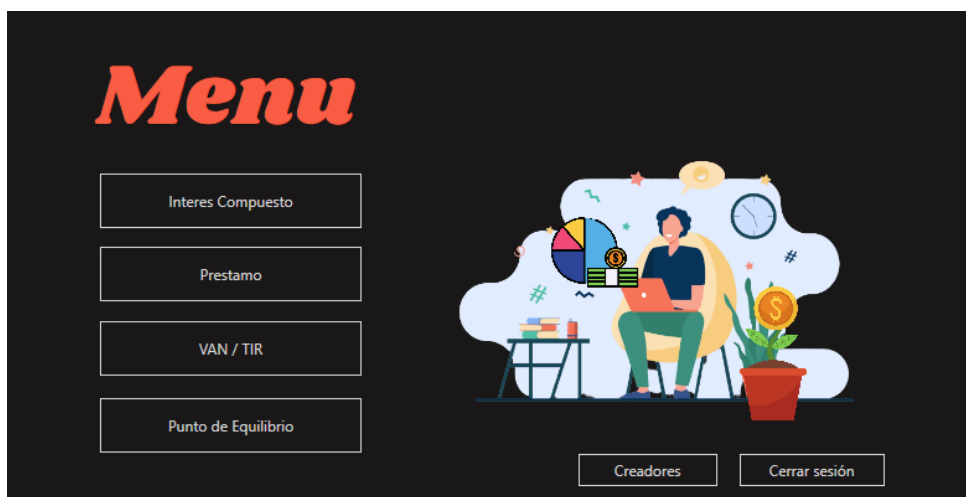 Menu
Interes Compuesto
Prestamo
VAN / TIR
Punto de Equilibrio
Creadores
Cerrar sesión